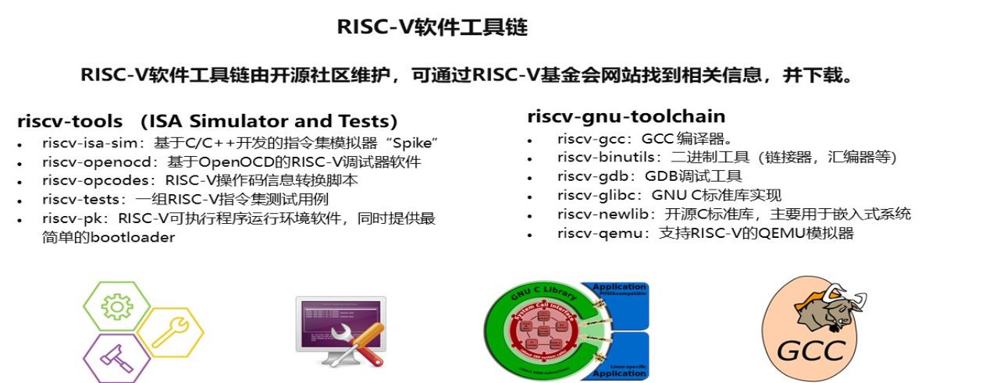 RISC-V软件工具链
RISC-V软件工具链由开源社区维护，可通过RISC-V基金会网站找到相关信息，并下载。
riscv-tools （ISA Simulator and Tests）
• riscv-isa-sim：基于C/C++开发的指令集模拟器“Spike”
• riscv-openocd：基于OpenOCD的RISC-V调试器软件
• riscv-opcodes：RISC-V操作码信息转换脚本
• riscv-tests：一组RISC-V指令集测试用例
• riscv-pk：RISC-V可执行程序运行环境软件，同时提供最
简单的bootloader
riscv-gnu-toolchain
• riscv-gcc：GCC 编译器。
• riscv-binutils：二进制工具（链接器，汇编器等）
• riscv-gdb：GDB调试工具
• riscv-glibc：GNU C标准库实现
• riscv-newlib：开源C标准库，主要用于嵌入式系统
• riscv-qemu：支持RISC-V的QEMU模拟器
GNU C Library
System Call Interface
Application
POSIX-compatible
Linux-specific
Application
GCC